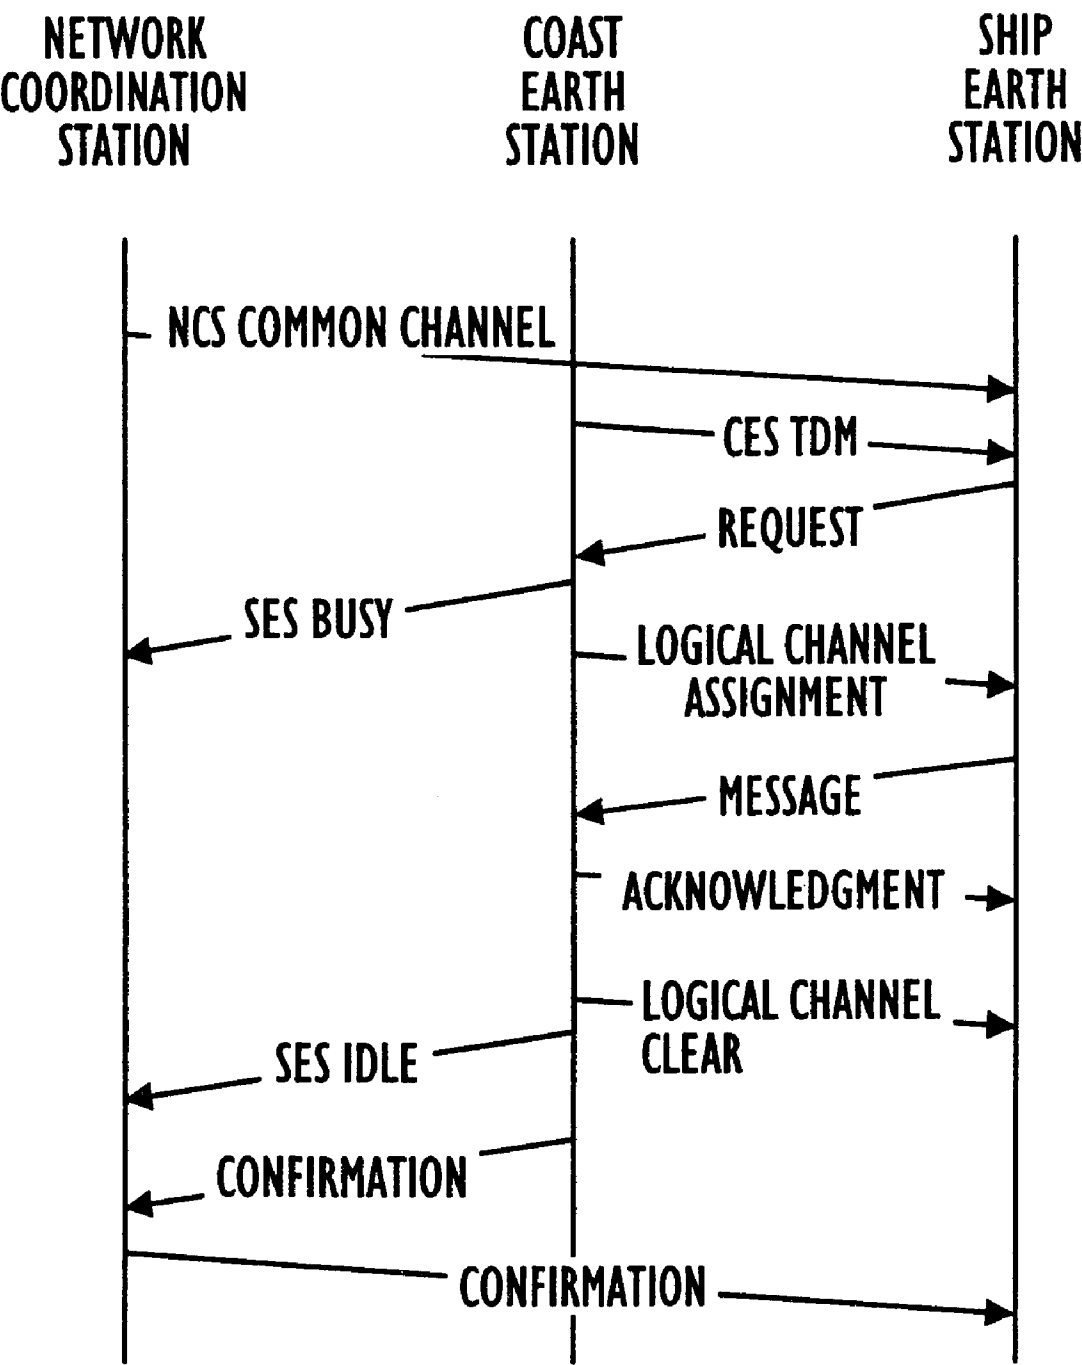 NETWORK
COORDINATION
STATION
COAST
EARTH
STATION
SHIP
EARTH
STATION
NCS COMMON CHANNEL
CES TDM
REQUEST
SES BUSY
LOGICAL CHANNEL
ASSIGNMENT
MESSAGE
ACKNOWLEDGMENT
LOGICAL CHANNEL
CLEAR
SES IDLE
CONFIRMATION
CONFIRMATION